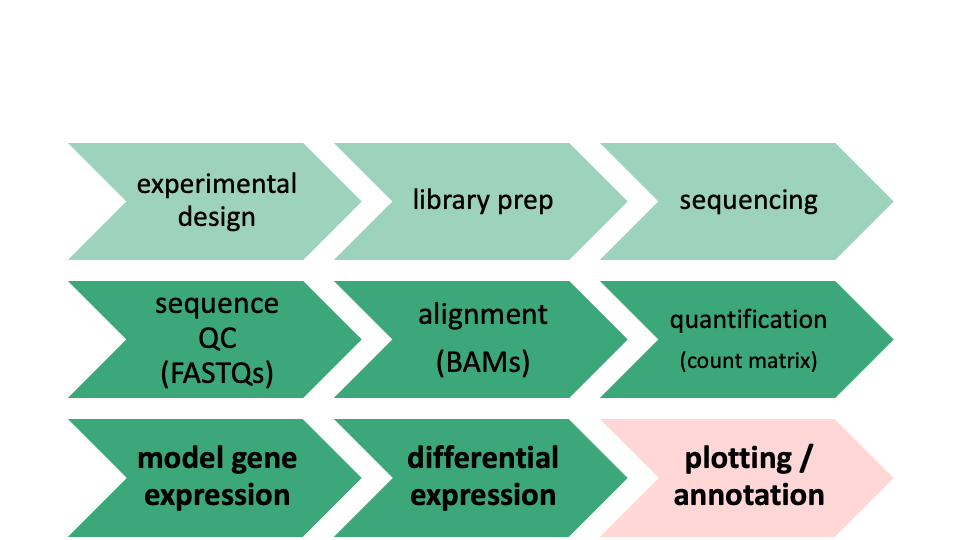 experimental
design
library prep
sequencing
sequence
QC
(FASTQs)
alignment
(BAMs)
quantification
(count matrix)
model gene
expression
differential
expression
plotting /
annotation